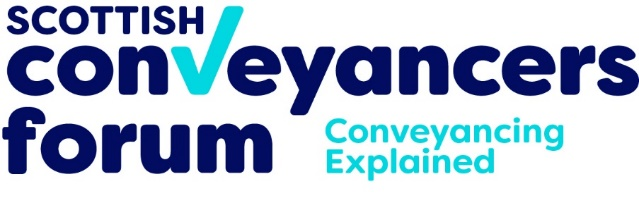 SCOTTISH
conveyancers
forum
Conveyancing
Explained